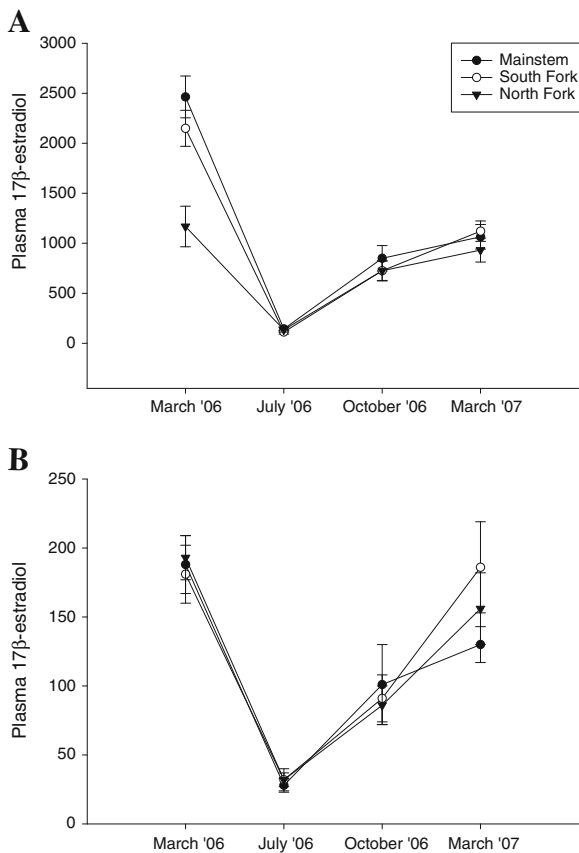 A
3000
2500
2000
1500
1000
500
0
Plasma 17β-estradiol
Mainstem
South Fork
North Fork
March '06 July '06 October '06 March '07
B
250
200
150
100
50
0
Plasma 17β-estradiol
March '06 July '06 October '06 March '07